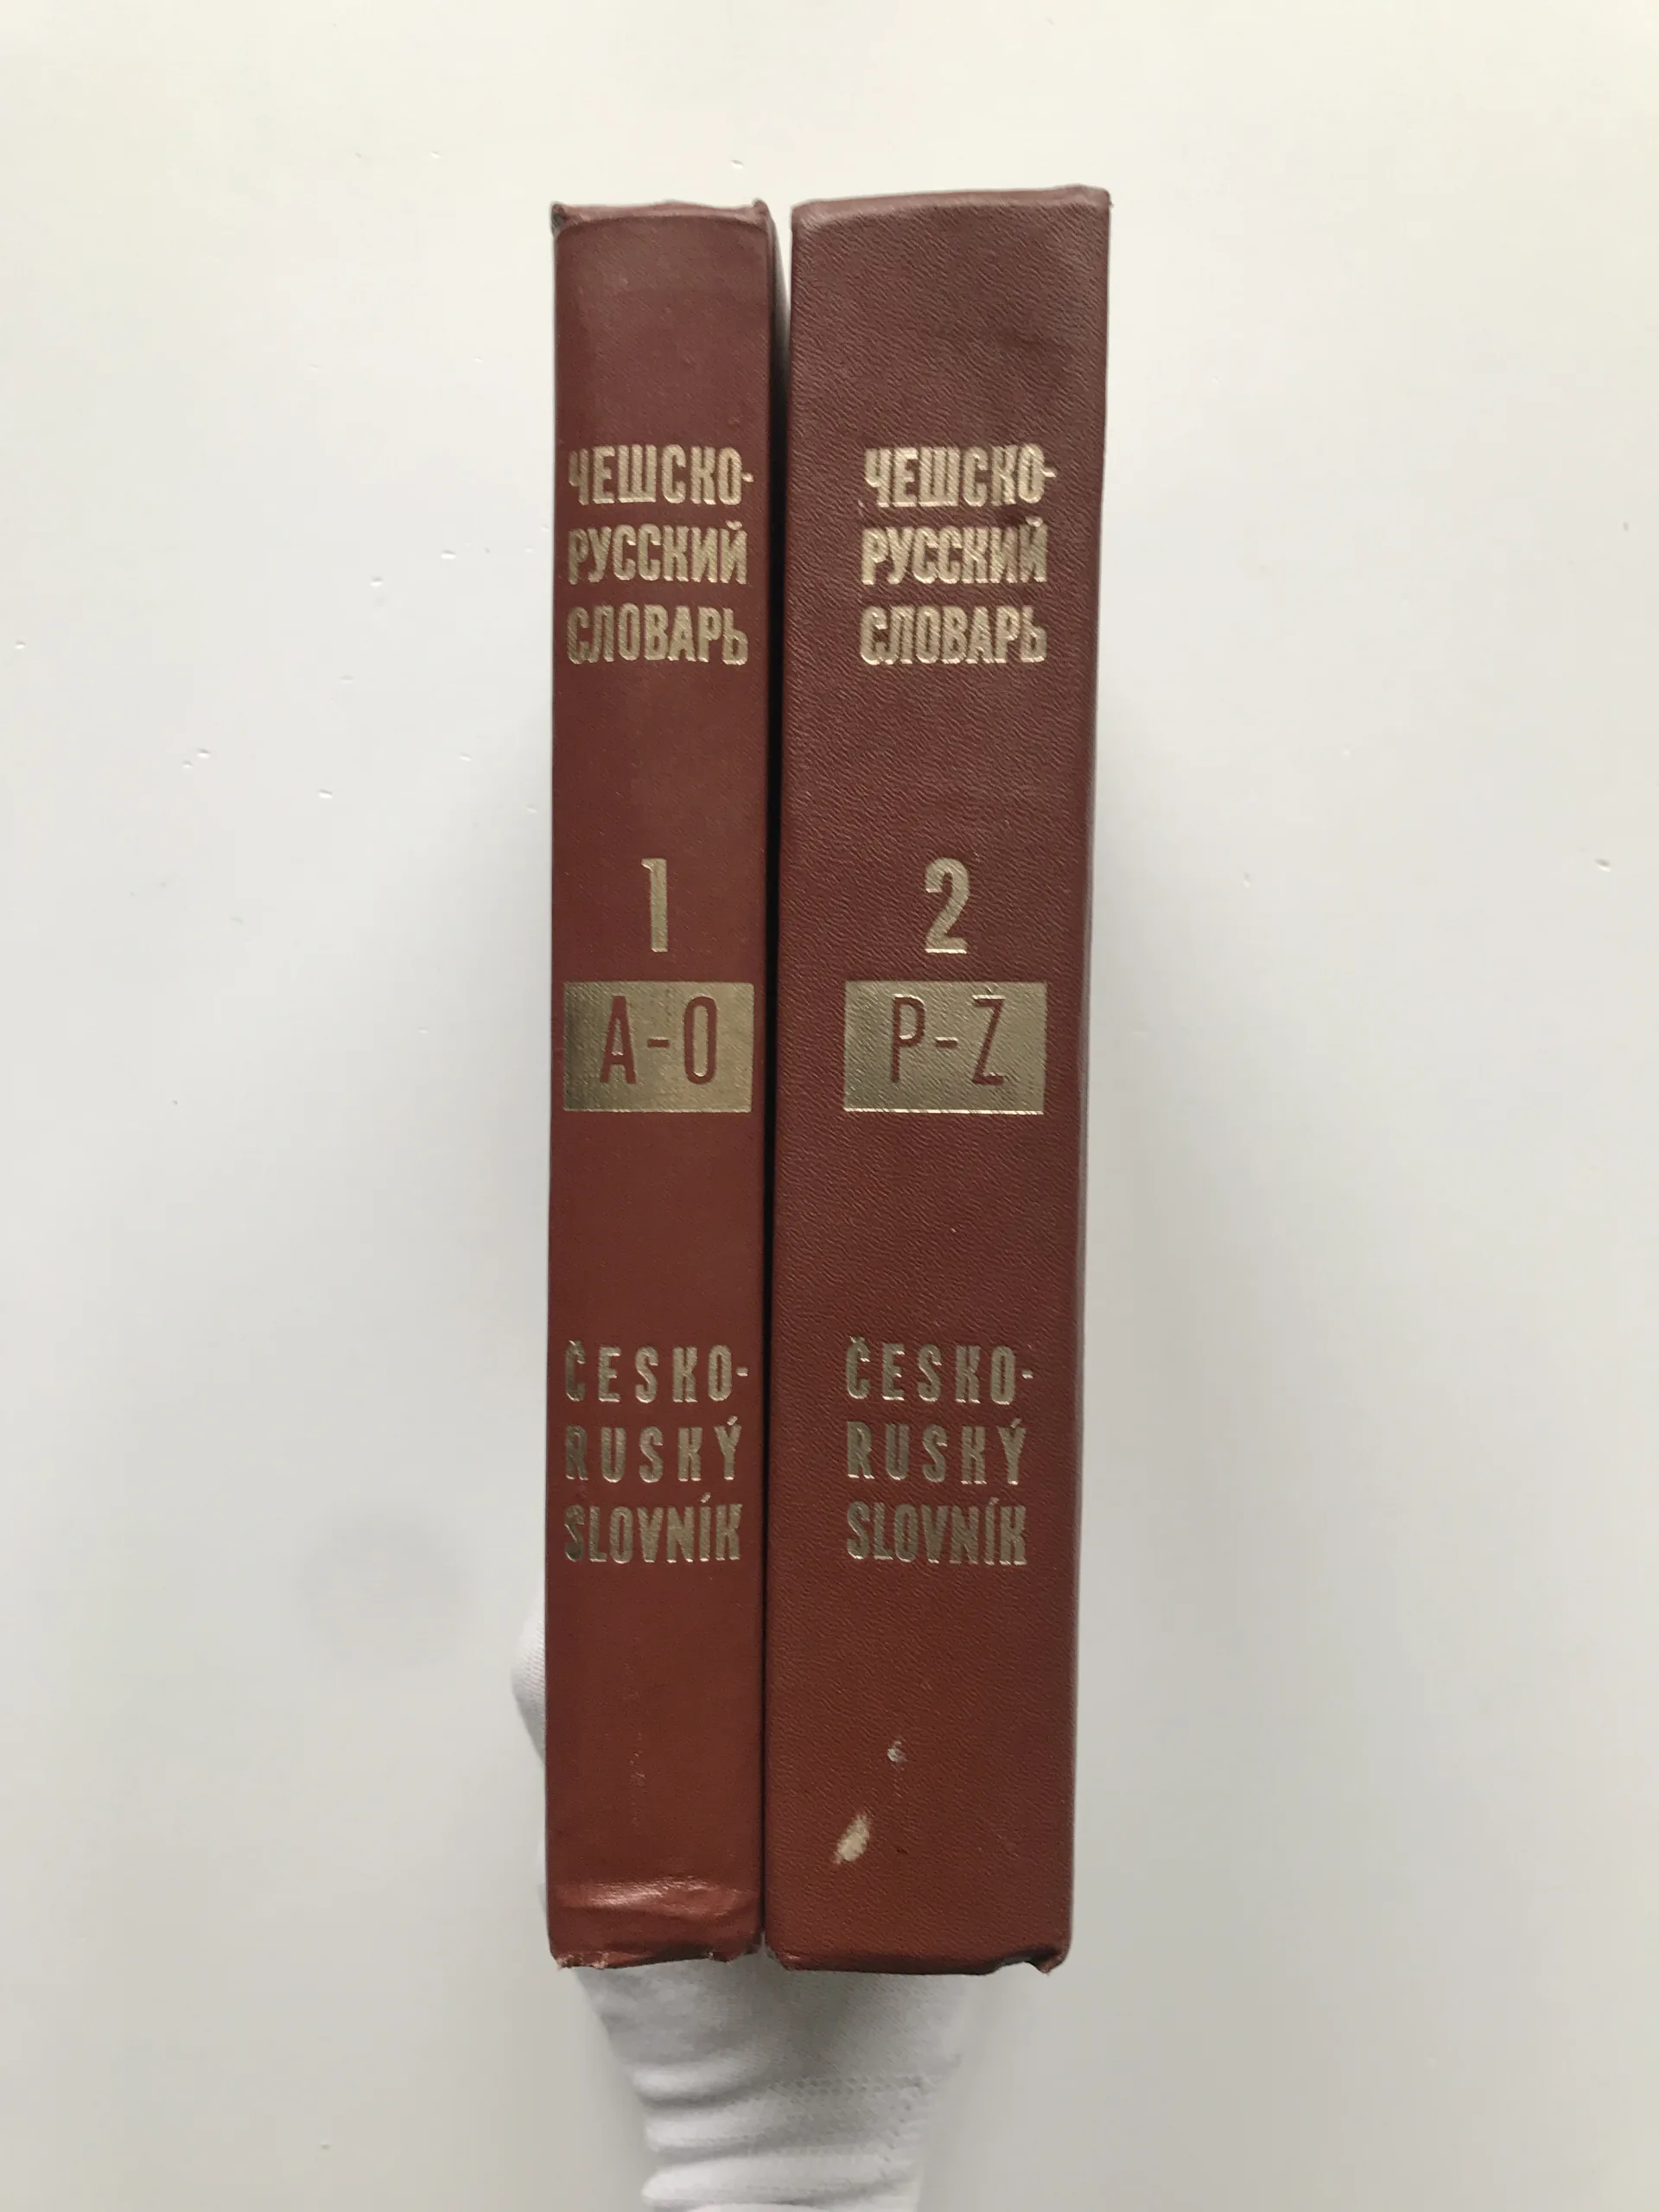 ЧЕШСКО-
РУССКИЙ
СЛОВАРЬ
1
A-O
ČESKO-
RUSKÝ
SLOVNÍK
ЧЕШСКО-
РУССКИЙ
СЛОВАРЬ
2
P-Ž
ČESKO-
RUSKÝ
SLOVNÍK